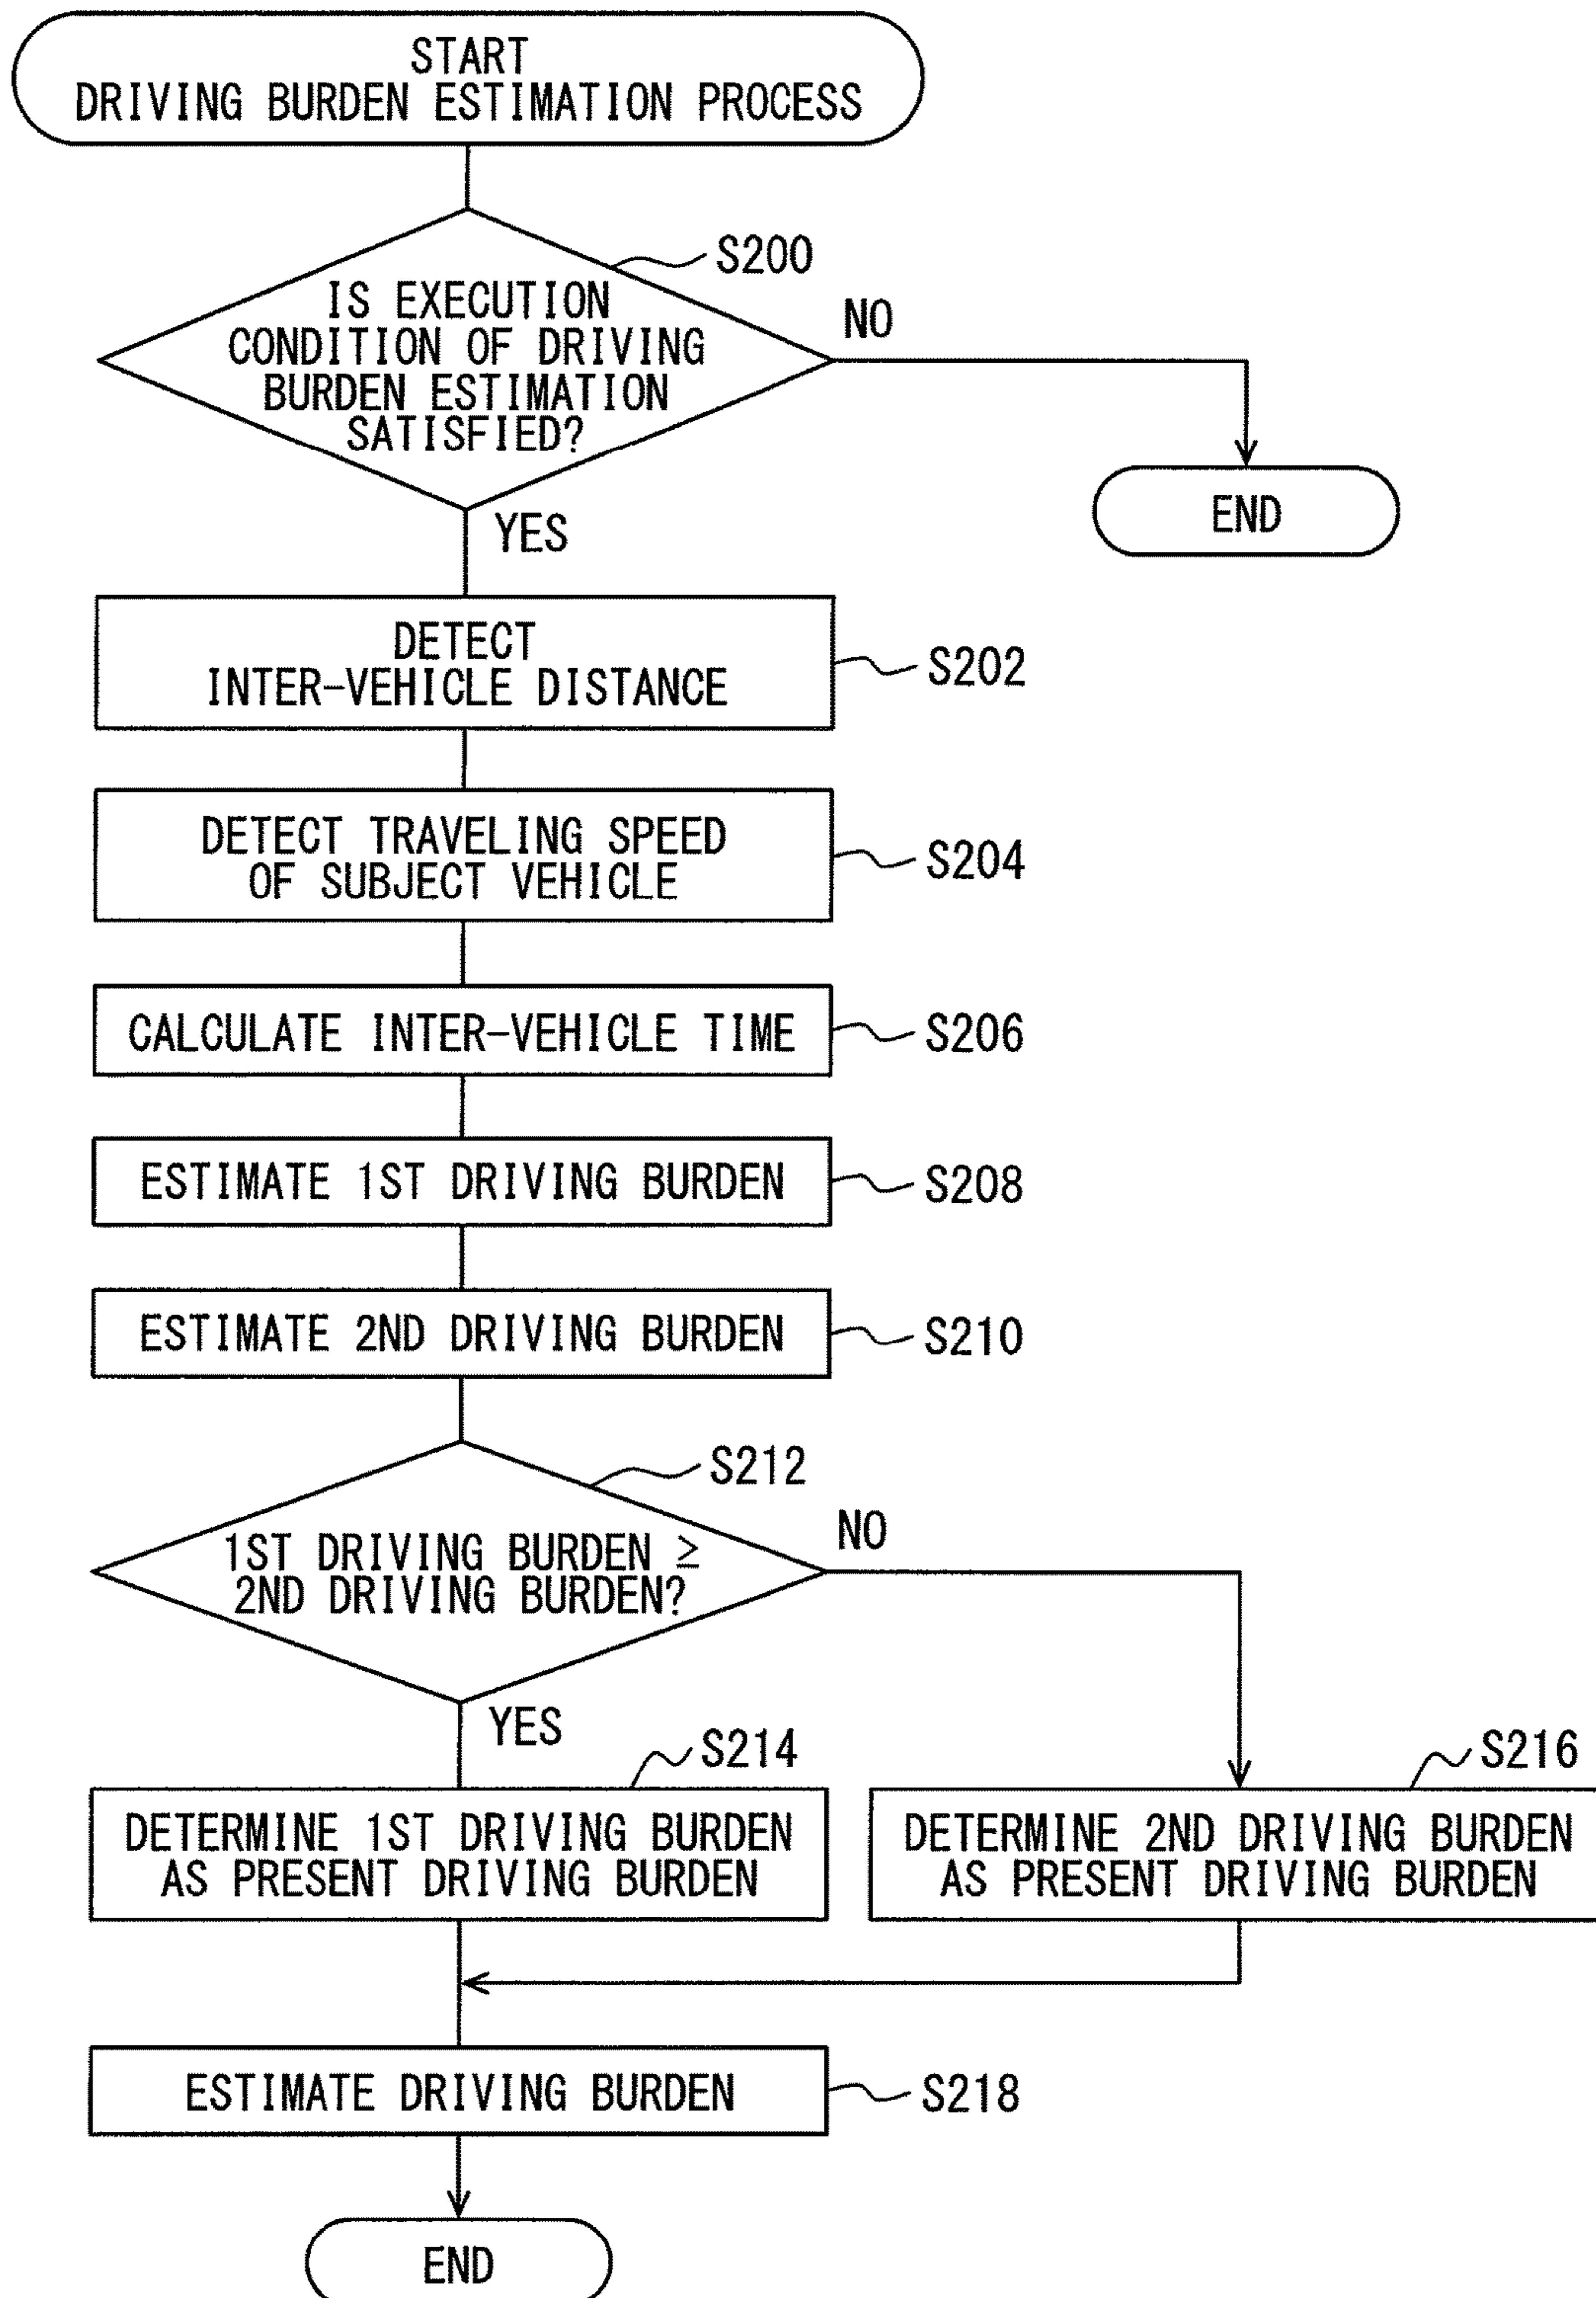 START
DRIVING BURDEN ESTIMATION PROCESS
S200
IS EXECUTION
CONDITION OF DRIVING
BURDEN ESTIMATION
SATISFIED?
NO
END
YES
DETECT
INTER-VEHICLE DISTANCE
S202
DETECT TRAVELING SPEED
OF SUBJECT VEHICLE
S204
CALCULATE INTER-VEHICLE TIME
S206
ESTIMATE 1ST DRIVING BURDEN
S208
ESTIMATE 2ND DRIVING BURDEN
S210
S212
1ST DRIVING BURDEN ≥
2ND DRIVING BURDEN?
NO
YES
S214
DETERMINE 1ST DRIVING BURDEN
AS PRESENT DRIVING BURDEN
S216
DETERMINE 2ND DRIVING BURDEN
AS PRESENT DRIVING BURDEN
ESTIMATE DRIVING BURDEN
S218
END